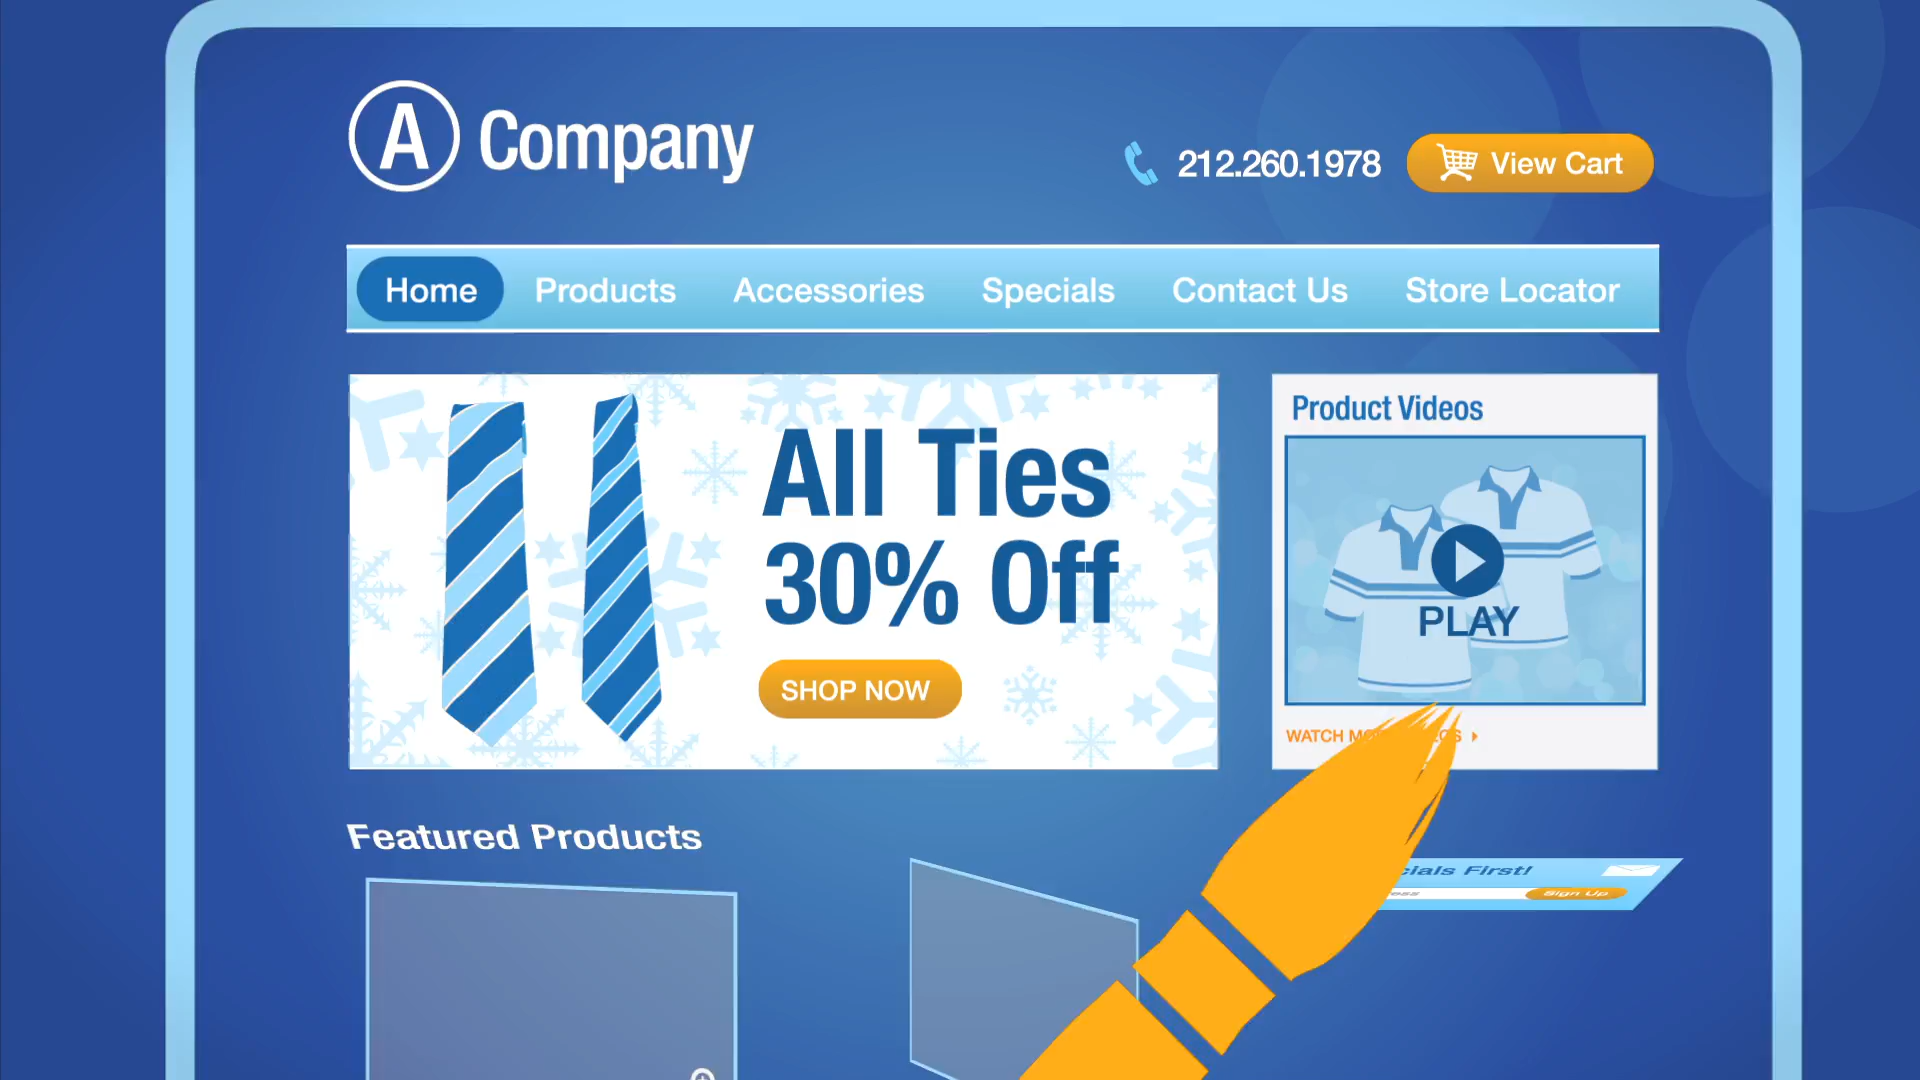 A Company
212.260.1978
View Cart
Home Products Accessories Specials Contact Us Store Locator
All Ties
30% Off
SHOP NOW
Product Videos
PLAY
WATCH
Featured Products
First!
Sign Up